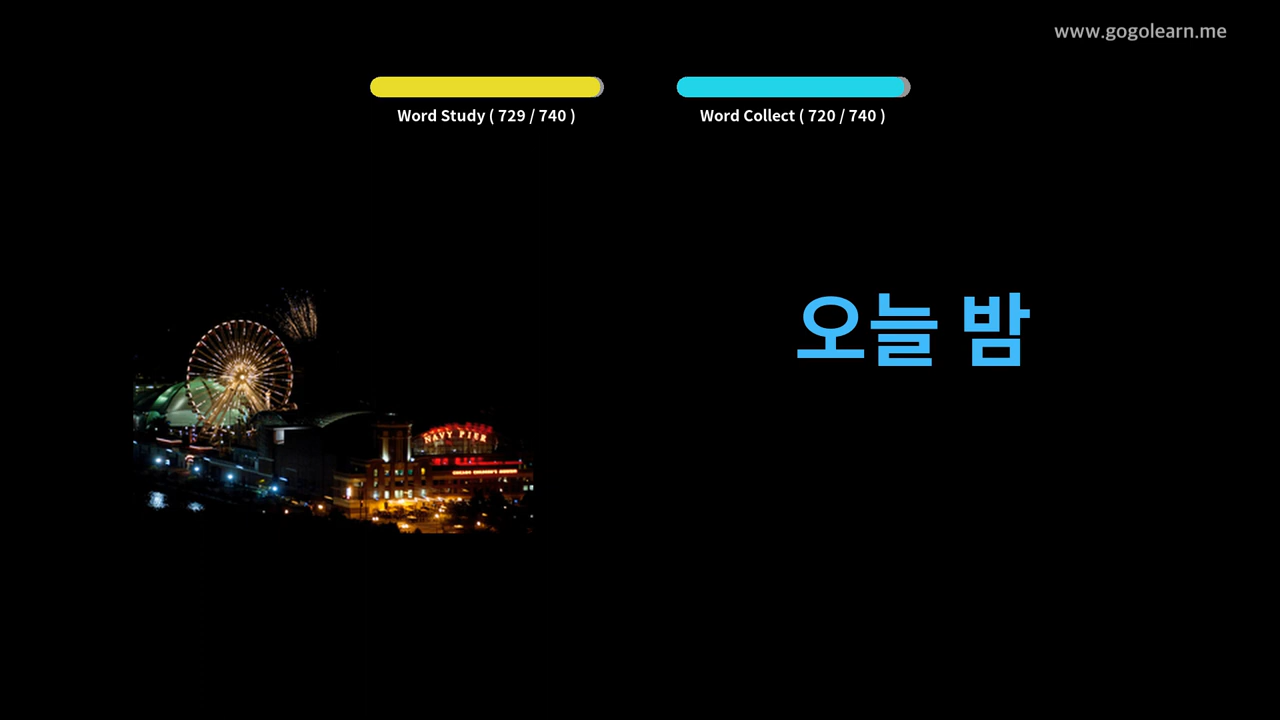 www.gogolearn.me
Word Study ( 729 / 740 )
Word Collect ( 720 / 740 )
오늘 밤
NAVY PIER